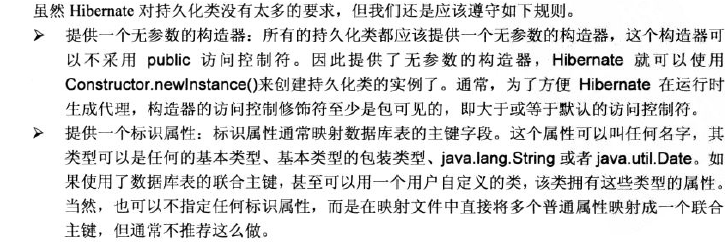 虽然 Hibernate 对持久化类没有太多的要求，但我们还是应该遵守如下规则。
➢ 提供一个无参数的构造器：所有的持久化类都应该提供一个无参数的构造器，这个构造器可
以不采用 public 访问控制符。因此提供了无参数的构造器，Hibernate 就可以使用
Constructor.newInstance()来创建持久化类的实例了。通常，为了方便 Hibernate 在运行时
生成代理，构造器的访问控制修饰符至少是包可见的，即大于或等于默认的访问控制符。
➢ 提供一个标识属性：标识属性通常映射数据库表的主键字段。这个属性可以叫任何名字，其
类型可以是任何的基本类型、基本类型的包装类型、java.lang.String 或者 java.util.Date。如
果使用了数据库表的联合主键，甚至可以用一个用户自定义的类，该类拥有这些类型的属性。
当然，也可以不指定任何标识属性，而是在映射文件中直接将多个普通属性映射成一个联合
主键，但通常不推荐这么做。